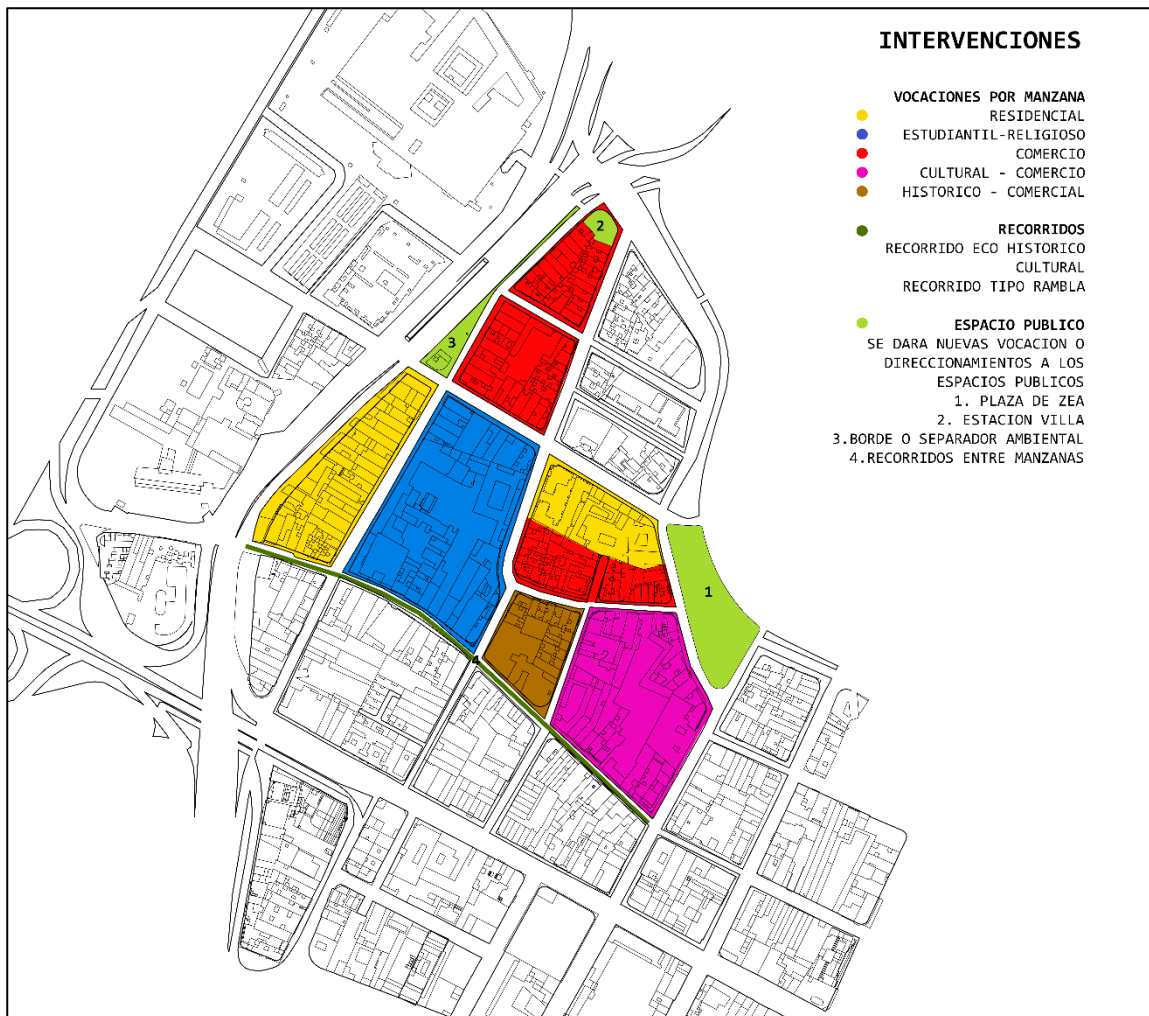 INTERVENCIONES
VOCACIONES POR MANZANA
RESIDENCIAL
ESTUDIANTIL-RELIGIOSO
COMERCIO
CULTURAL - COMERCIO
HISTORICO - COMERCIAL
RECORRIDOS
RECORRIDO ECO HISTORICO
CULTURAL
RECORRIDO TIPO RAMBLA
ESPACIO PUBLICO
SE DARA NUEVAS VOCACION O
DIRECCIONAMIENTOS A LOS
ESPACIOS PUBLICOS
1. PLAZA DE ZEA
2. ESTACION VILLA
3.BORDE O SEPARADOR AMBIENTAL
4.RECORRIDOS ENTRE MANZANAS
2
3
1
4